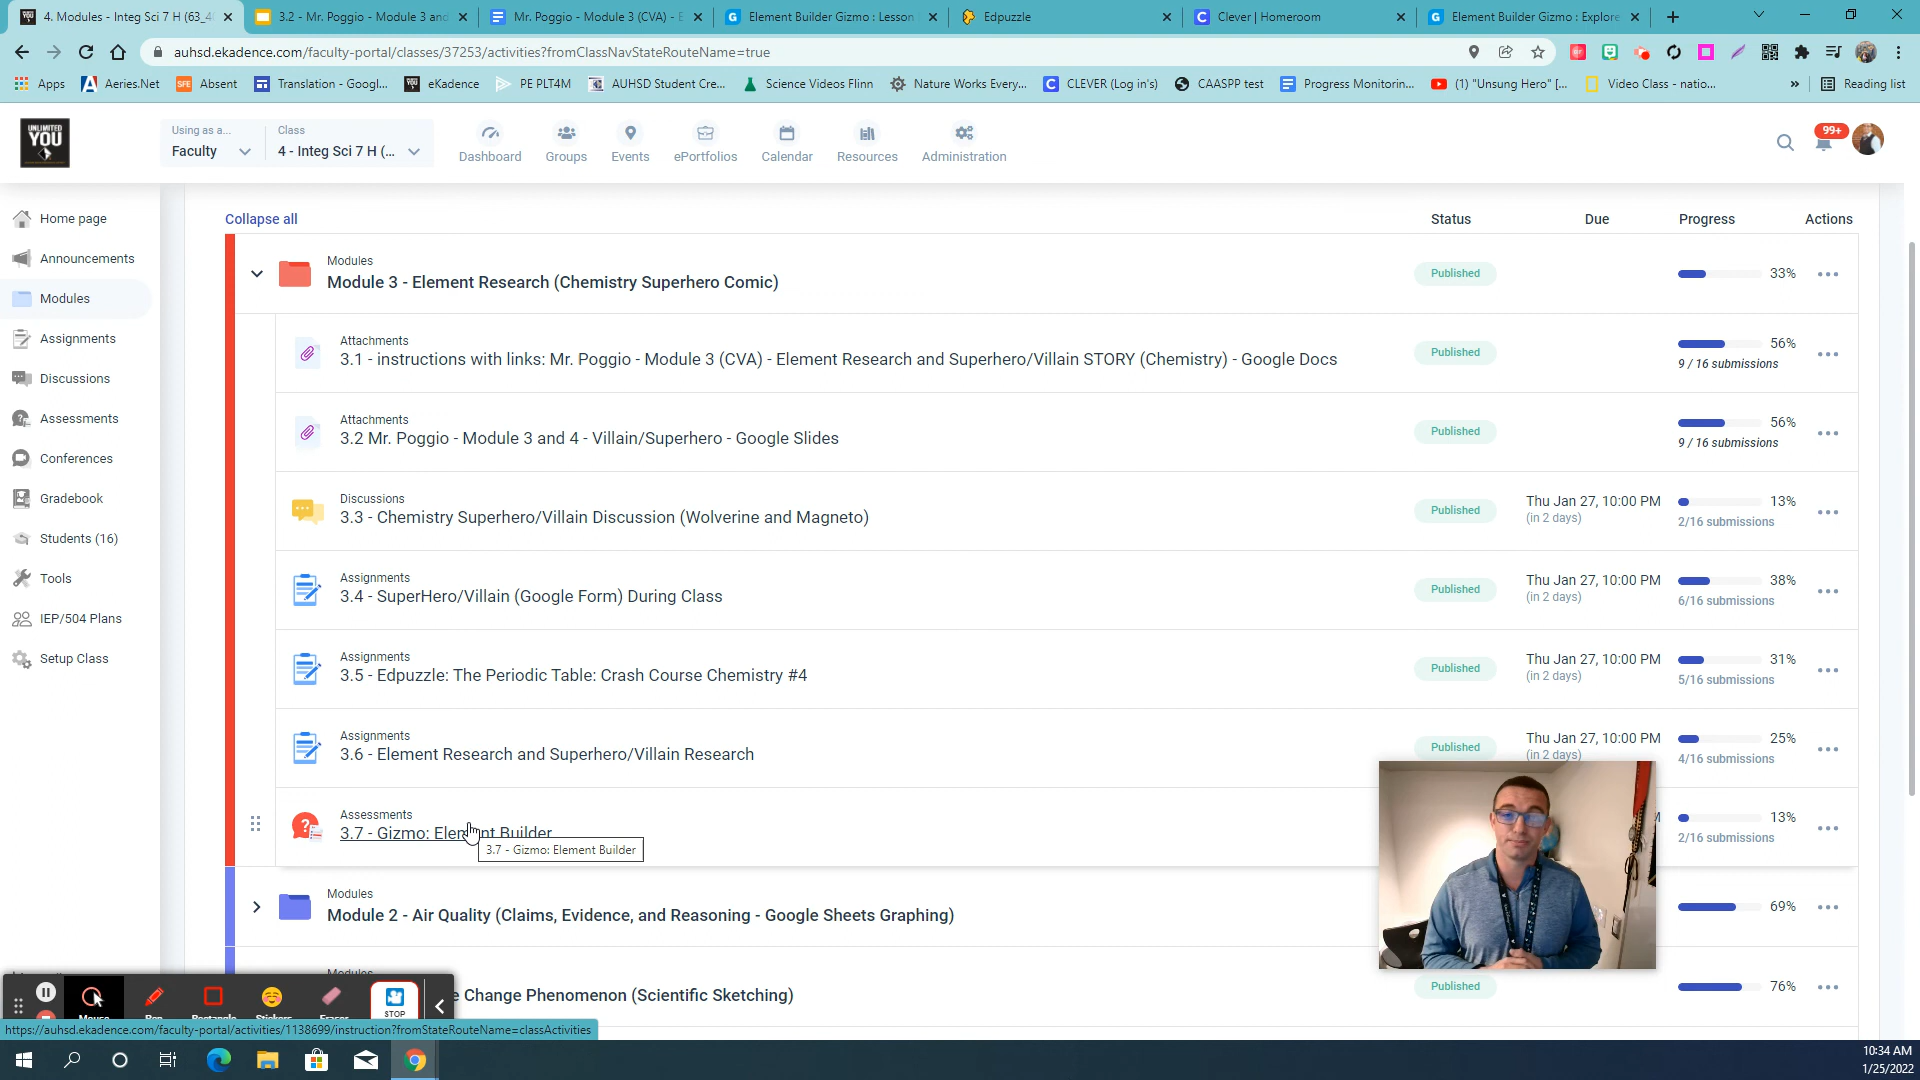 4. Modules - Integ Sci 7 H (63_4
3.2 - Mr. Poggio - Module 3 and
Mr. Poggio - Module 3 (CVA) - E
Element Builder Gizmo : Lesson
Edpuzzle
Clever | Homeroom
Element Builder Gizmo : Explore
auhsd.ekadence.com/faculty-portal/classes/37253/activities?fromClassNavStateRouteName=true
Apps
Aeries.Net
Absent
Translation - Googl...
eKadence
PE PLT4M
AUHSD Student Cre...
Science Videos Flinn
Nature Works Every...
CLEVER (Log in's)
CAASPP test
Progress Monitorin...
(1) "Unsung Hero" [...
Video Class - natio...
»
Reading list
UNLIMITED
YOU
Using as a...
Faculty
Class
4 - Integ Sci 7 H (...
Dashboard
Groups
Events
ePortfolios
Calendar
Resources
Administration
99+
Home page
Announcements
Modules
Assignments
Discussions
Assessments
Conferences
Gradebook
Students (16)
Tools
IEP/504 Plans
Setup Class
Collapse all
Status
Due
Progress
Actions
Modules
Module 3 - Element Research (Chemistry Superhero Comic)
Published
33%
Attachments
3.1 - instructions with links: Mr. Poggio - Module 3 (CVA) - Element Research and Superhero/Villain STORY (Chemistry) - Google Docs
Published
56%
9 / 16 submissions
Attachments
3.2 Mr. Poggio - Module 3 and 4 - Villain/Superhero - Google Slides
Published
56%
9 / 16 submissions
Discussions
3.3 - Chemistry Superhero/Villain Discussion (Wolverine and Magneto)
Published
Thu Jan 27, 10:00 PM
(in 2 days)
13%
2/16 submissions
Assignments
3.4 - SuperHero/Villain (Google Form) During Class
Published
Thu Jan 27, 10:00 PM
(in 2 days)
38%
6/16 submissions
Assignments
3.5 - Edpuzzle: The Periodic Table: Crash Course Chemistry #4
Published
Thu Jan 27, 10:00 PM
(in 2 days)
31%
5/16 submissions
Assignments
3.6 - Element Research and Superhero/Villain Research
Published
Thu Jan 27, 10:00 PM
(in 2 days)
25%
4/16 submissions
Assessments
3.7 - Gizmo: Element Builder
3.7 - Gizmo: Element Builder
13%
2/16 submissions
Modules
Module 2 - Air Quality (Claims, Evidence, and Reasoning - Google Sheets Graphing)
69%
Modules
e Change Phenomenon (Scientific Sketching)
Published
76%
Mouse
Pen
Rectangle
Stickers
Eraser
STOP
https://auhsd.ekadence.com/faculty-portal/activities/1138699/instruction?fromStateRouteName=classActivities
10:34 AM
1/25/2022